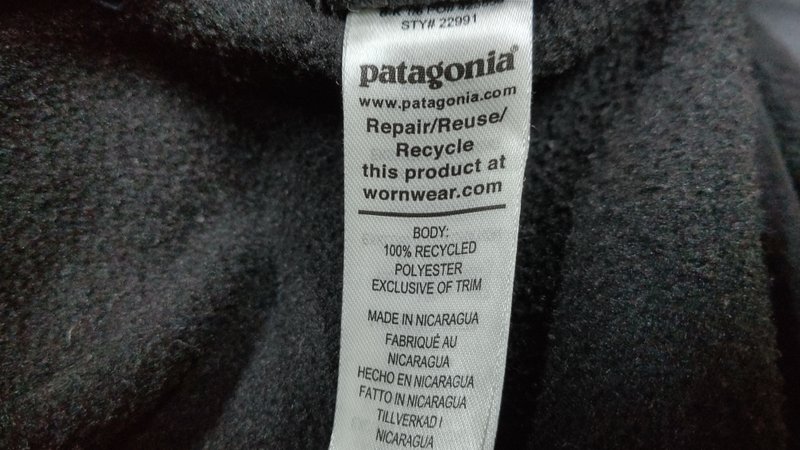 STY# 22991
patagonia®
www.patagonia.com
Repair/Reuse/
Recycle
this product at
wornwear.com
BODY:
100% RECYCLED
POLYESTER
EXCLUSIVE OF TRIM
MADE IN NICARAGUA
FABRIQUÉ AU
NICARAGUA
HECHO EN NICARAGUA
FATTO IN NICARAGUA
TILLVERKAD I
NICARAGUA